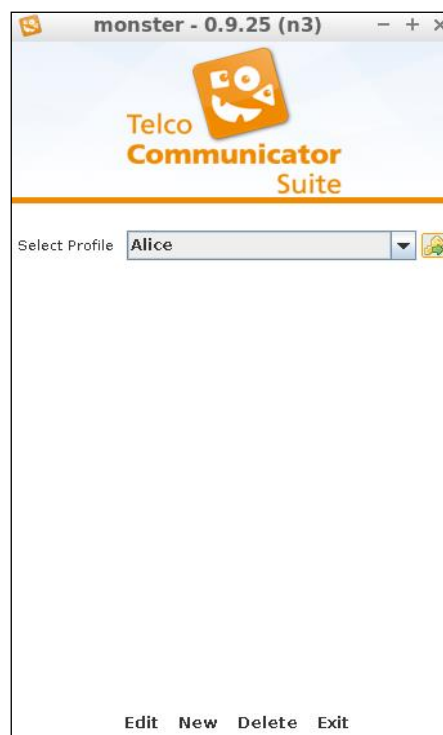 monster - 0.9.25 (n3)
Telco
Communicator
Suite
Select Profile Alice
Edit New Delete Exit